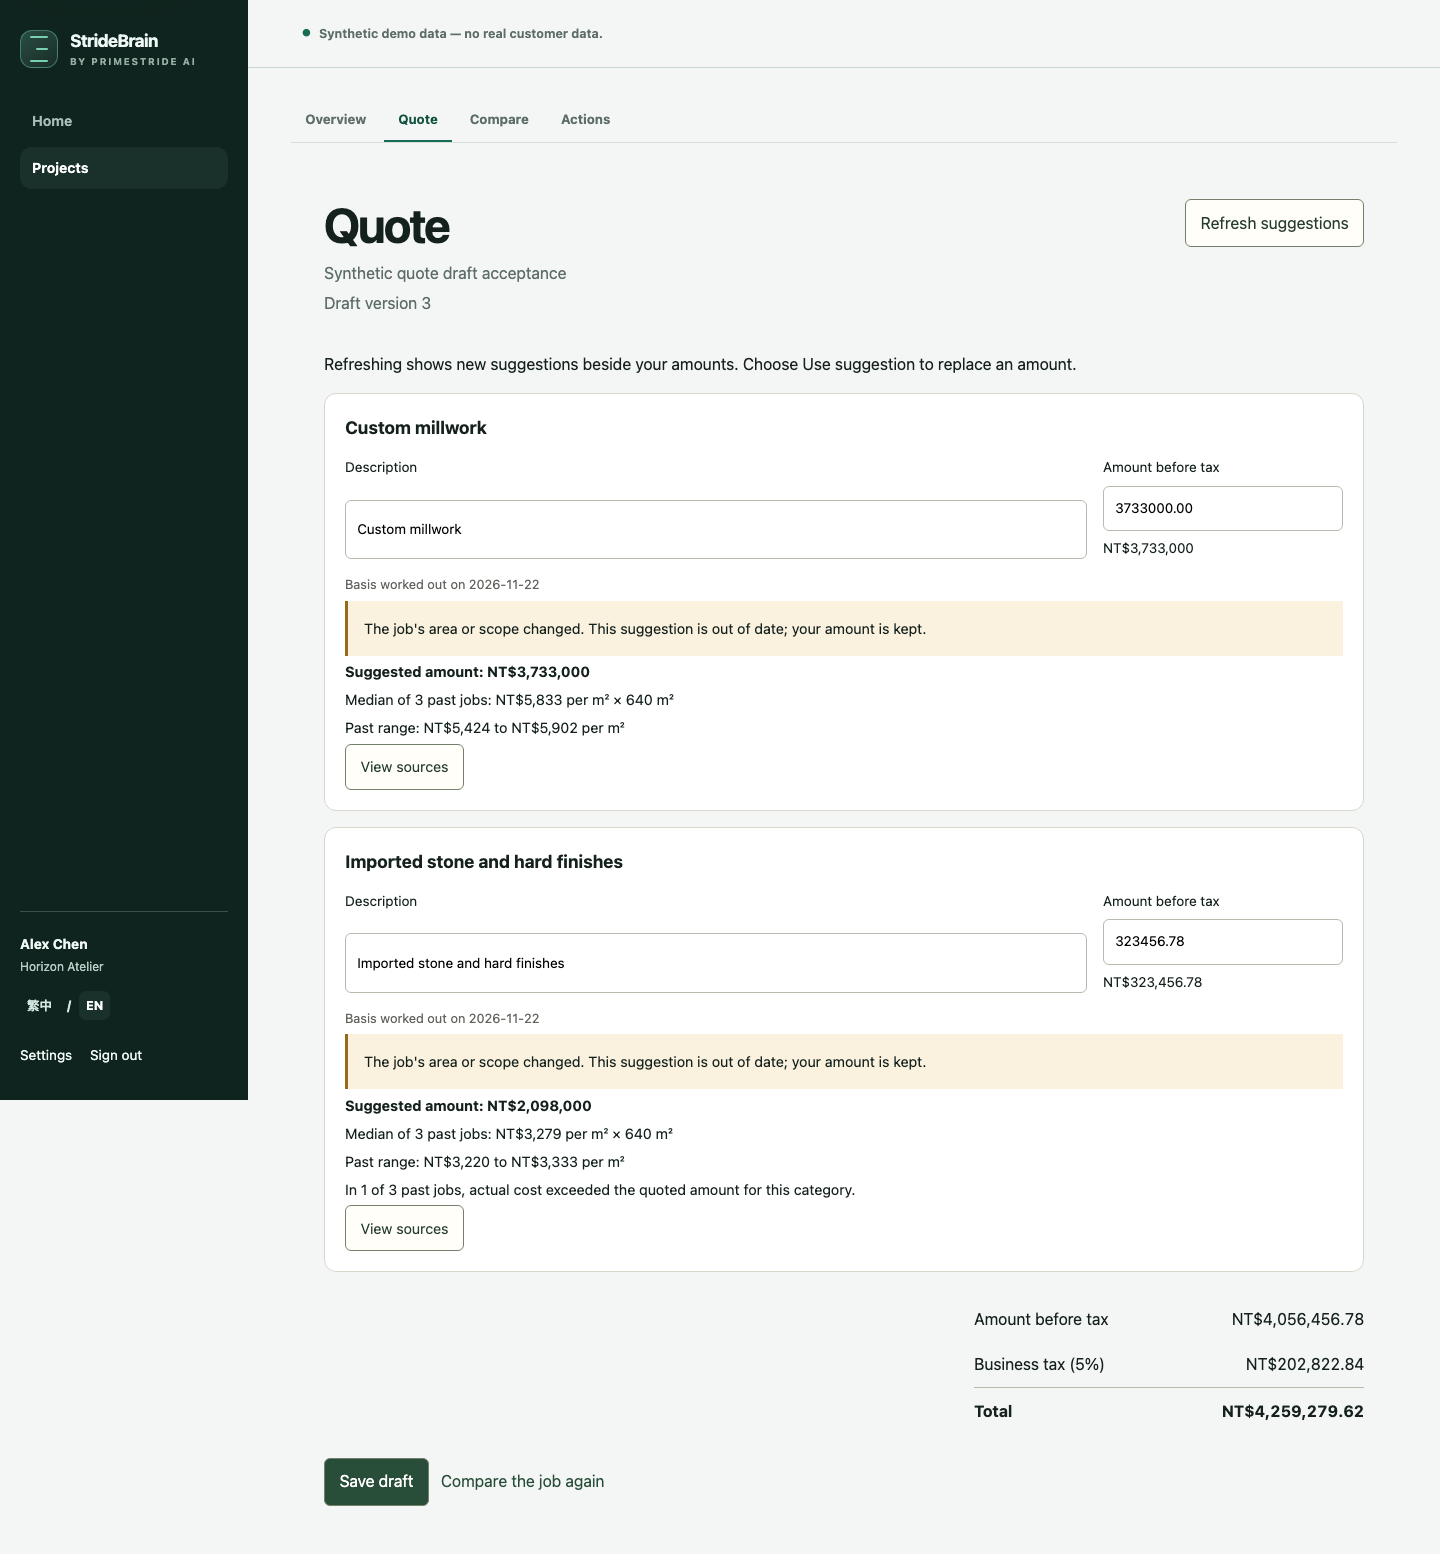 StrideBrain
BY PRIMESTRIDE AI
Home
Projects
Alex Chen
Horizon Atelier
繁中 / EN
Settings Sign out
Synthetic demo data — no real customer data.
Overview Quote Compare Actions
Quote
Refresh suggestions
Synthetic quote draft acceptance
Draft version 3
Refreshing shows new suggestions beside your amounts. Choose Use suggestion to replace an amount.
Custom millwork
Description
Amount before tax
Custom millwork
3733000.00
NT$3,733,000
Basis worked out on 2026-11-22
The job's area or scope changed. This suggestion is out of date; your amount is kept.
Suggested amount: NT$3,733,000
Median of 3 past jobs: NT$5,833 per m² × 640 m²
Past range: NT$5,424 to NT$5,902 per m²
View sources
Imported stone and hard finishes
Description
Amount before tax
Imported stone and hard finishes
323456.78
NT$323,456.78
Basis worked out on 2026-11-22
The job's area or scope changed. This suggestion is out of date; your amount is kept.
Suggested amount: NT$2,098,000
Median of 3 past jobs: NT$3,279 per m² × 640 m²
Past range: NT$3,220 to NT$3,333 per m²
In 1 of 3 past jobs, actual cost exceeded the quoted amount for this category.
View sources
Amount before tax NT$4,056,456.78
Business tax (5%) NT$202,822.84
Total NT$4,259,279.62
Save draft Compare the job again